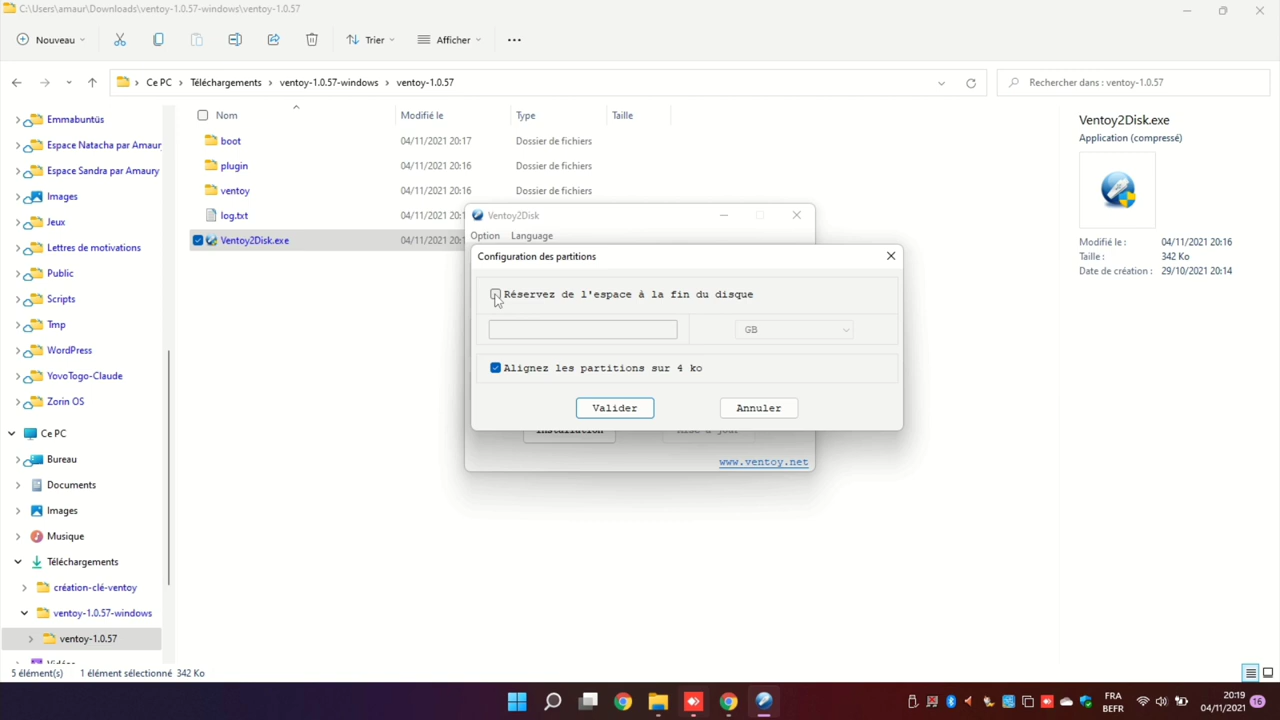 C:\Users\amaur\Downloads\ventoy-1.0.57-windows\ventoy-1.0.57
Nouveau
Trier
Afficher
Ce PC
Téléchargements
ventoy-1.0.57-windows
ventoy-1.0.57
Rechercher dans : ventoy-1.0.57
Emmabuntüs
Espace Natacha par Amaur
Espace Sandra par Amaury
Images
Jeux
Lettres de motivations
Public
Scripts
Tmp
WordPress
YovoTogo-Claude
Zorin OS
Ce PC
Bureau
Documents
Images
Musique
Téléchargements
création-clé-ventoy
ventoy-1.0.57-windows
ventoy-1.0.57
Nom Modifié le Type Taille
boot 04/11/2021 20:17 Dossier de fichiers
plugin 04/11/2021 20:16 Dossier de fichiers
ventoy 04/11/2021 20:16 Dossier de fichiers
log.txt 04/11/2021 20:
Ventoy2Disk.exe 04/11/2021 20:
Ventoy2Disk
Option Language
Configuration des partitions
Réservez de l'espace à la fin du disque
GB
Alignez les partitions sur 4 ko
Valider
Annuler
www.ventoy.net
Ventoy2Disk.exe
Application (compressé)
Modifié le : 04/11/2021 20:16
Taille : 342 Ko
Date de création : 29/10/2021 20:14
5 élément(s) 1 élément sélectionné 342 Ko
FRA
BEFR
20:19
04/11/2021
16